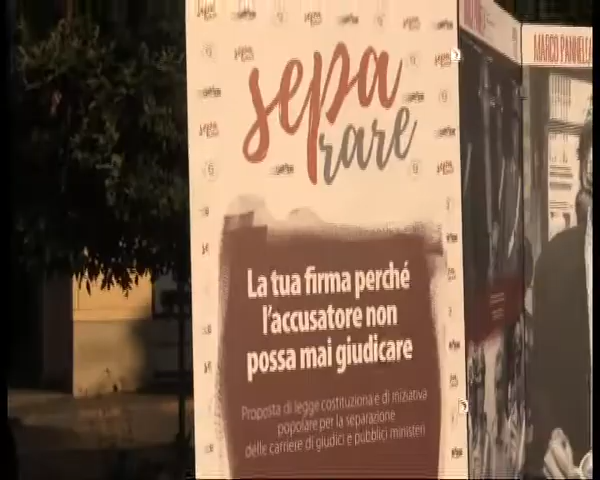 sepa
rare
La tua firma perché
l'accusatore non
possa mai giudicare
Proposta di legge costituzionale di iniziativa
popolare per la separazione
delle carriere di giudici e pubblici ministeri
MARCO PANNELLA